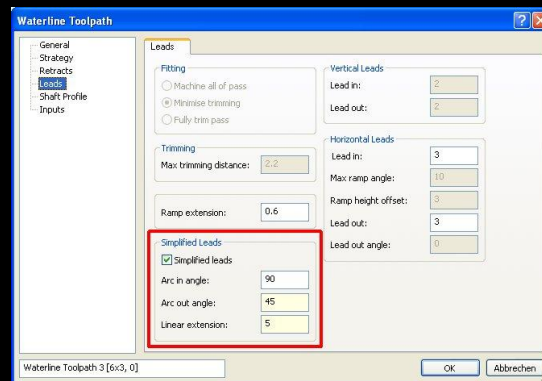 Waterline Toolpath
General
Strategy
Retracts
Leads
Shaft Profile
Inputs
Leads
Fitting
Machine all of pass
Minimise trimming
Fully trim pass
Trimming
Max trimming distance: 2.2
Ramp extension: 0.6
Simplified Leads
Simplified leads
Arc in angle: 90
Arc out angle: 45
Linear extension: 5
Vertical Leads
Lead in: 2
Lead out: 2
Horizontal Leads
Lead in: 3
Max ramp angle: 10
Ramp height offset: 3
Lead out: 3
Lead out angle: 0
Waterline Toolpath 3 [6x3, 0]
OK
Abbrechen